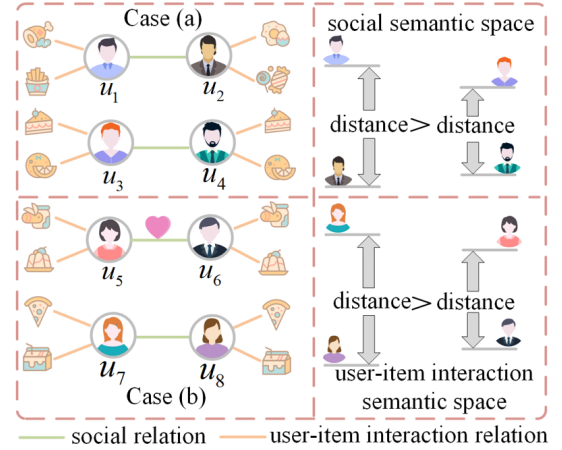 Case (a)
u1
u2
u3
u4
social semantic space
distance> distance
u5
u6
u7
u8
Case (b)
distance> distance
user-item interaction
semantic space
social relation
user-item interaction relation